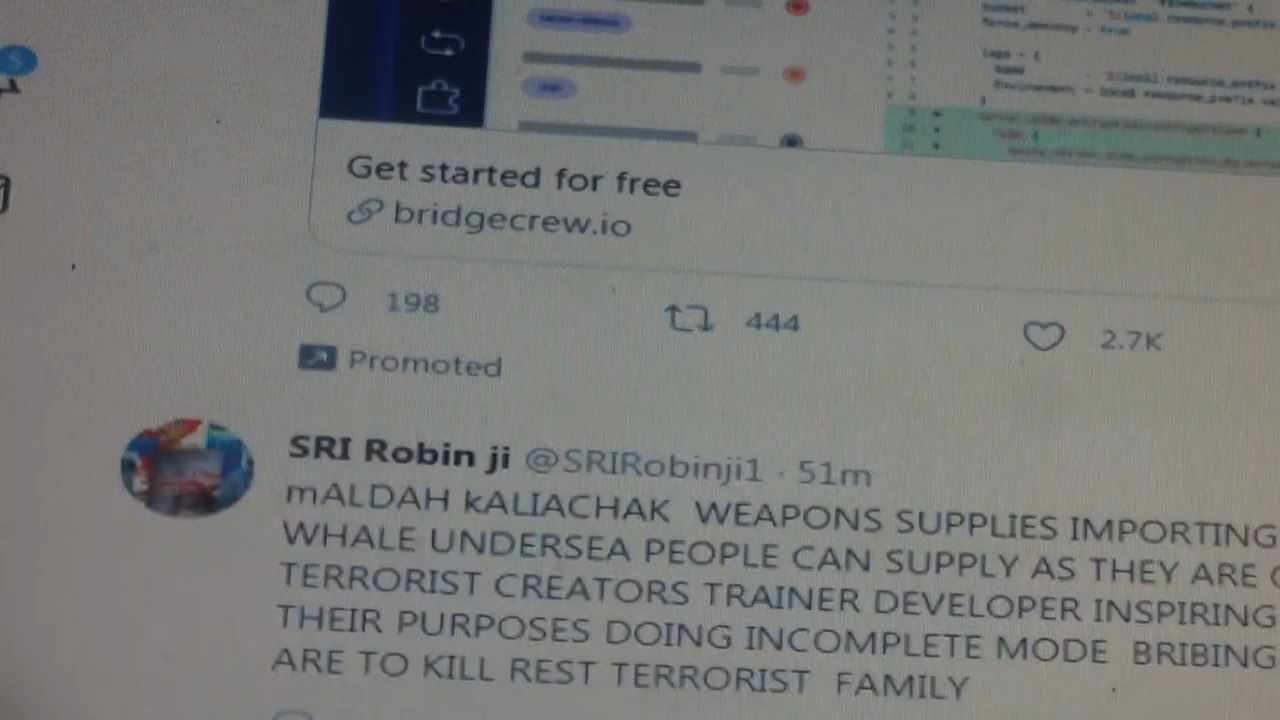 5
Get started for free
bridgecrew.io
198 444 2.7K
Promoted
SRI Robin ji @SRIRobinji1 · 51m
mALDAH kALIACHAK WEAPONS SUPPLIES IMPORTING
WHALE UNDERSEA PEOPLE CAN SUPPLY AS THEY ARE
TERRORIST CREATORS TRAINER DEVELOPER INSPIRING
THEIR PURPOSES DOING INCOMPLETE MODE BRIBING
ARE TO KILL REST TERRORIST FAMILY